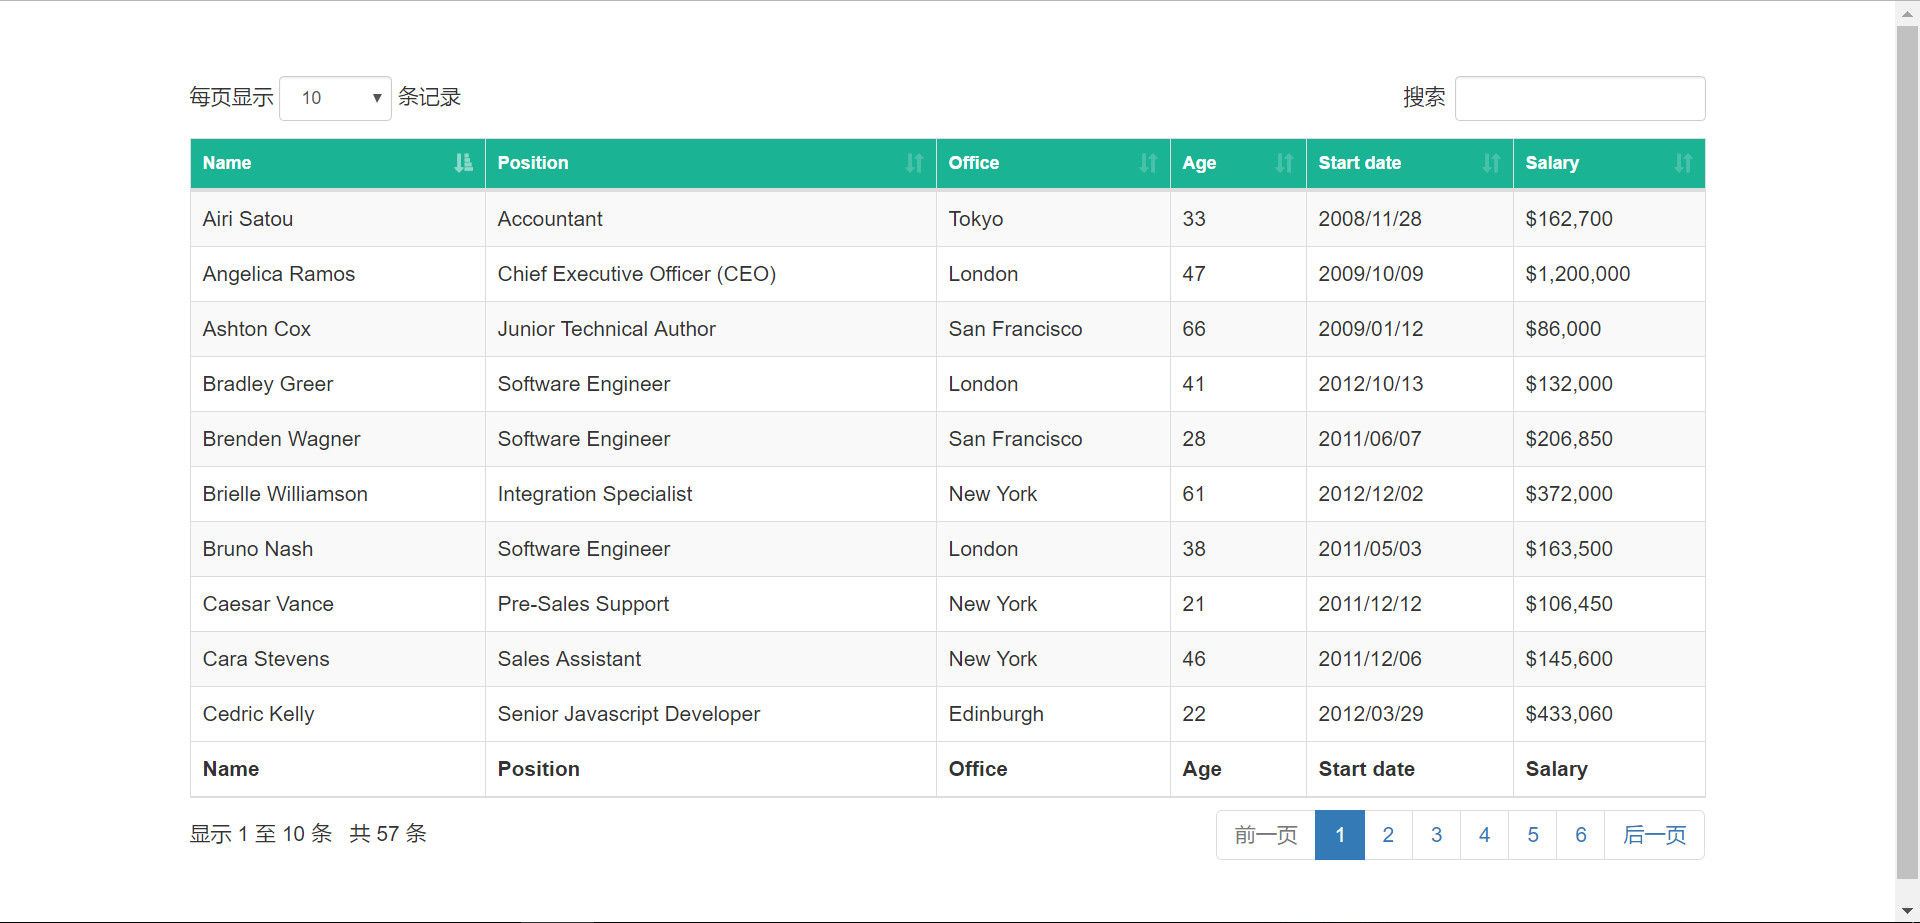 每页显示 10 条记录 搜索
Name Position Office Age Start date Salary
Airi Satou Accountant Tokyo 33 2008/11/28 $162,700
Angelica Ramos Chief Executive Officer (CEO) London 47 2009/10/09 $1,200,000
Ashton Cox Junior Technical Author San Francisco 66 2009/01/12 $86,000
Bradley Greer Software Engineer London 41 2012/10/13 $132,000
Brenden Wagner Software Engineer San Francisco 28 2011/06/07 $206,850
Brielle Williamson Integration Specialist New York 61 2012/12/02 $372,000
Bruno Nash Software Engineer London 38 2011/05/03 $163,500
Caesar Vance Pre-Sales Support New York 21 2011/12/12 $106,450
Cara Stevens Sales Assistant New York 46 2011/12/06 $145,600
Cedric Kelly Senior Javascript Developer Edinburgh 22 2012/03/29 $433,060
Name Position Office Age Start date Salary
显示 1 至 10 条 共 57 条 前一页 1 2 3 4 5 6 后一页